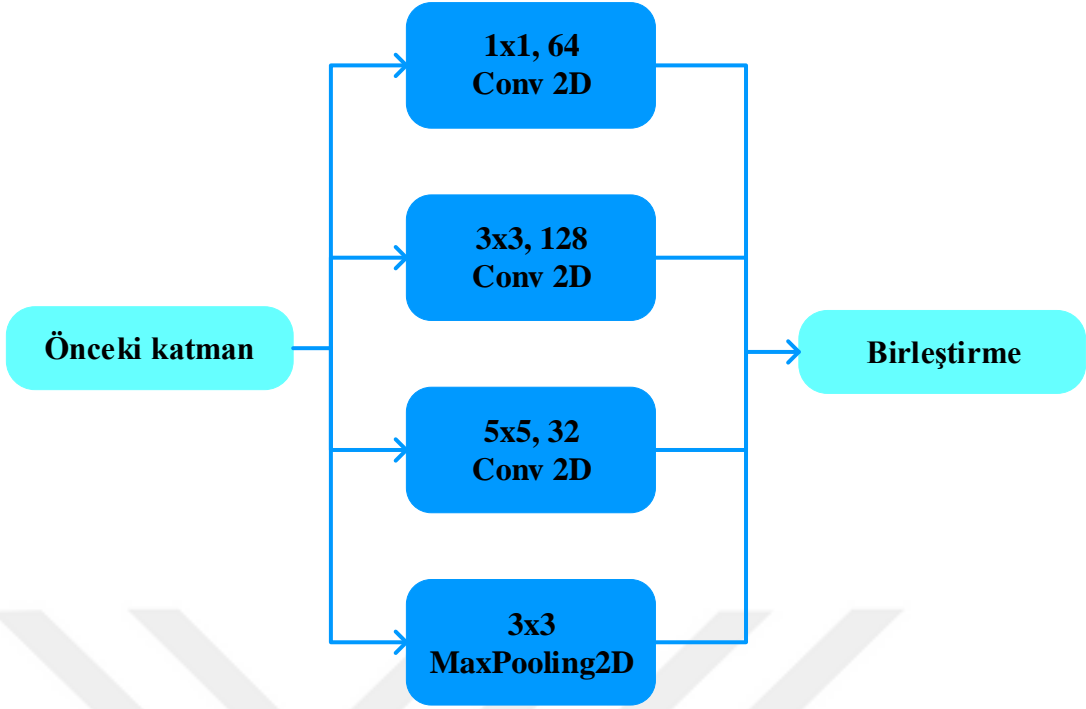 1x1, 64
Conv 2D
3x3, 128
Conv 2D
Önceki katman
Birleştirme
5x5, 32
Conv 2D
3x3
MaxPooling2D